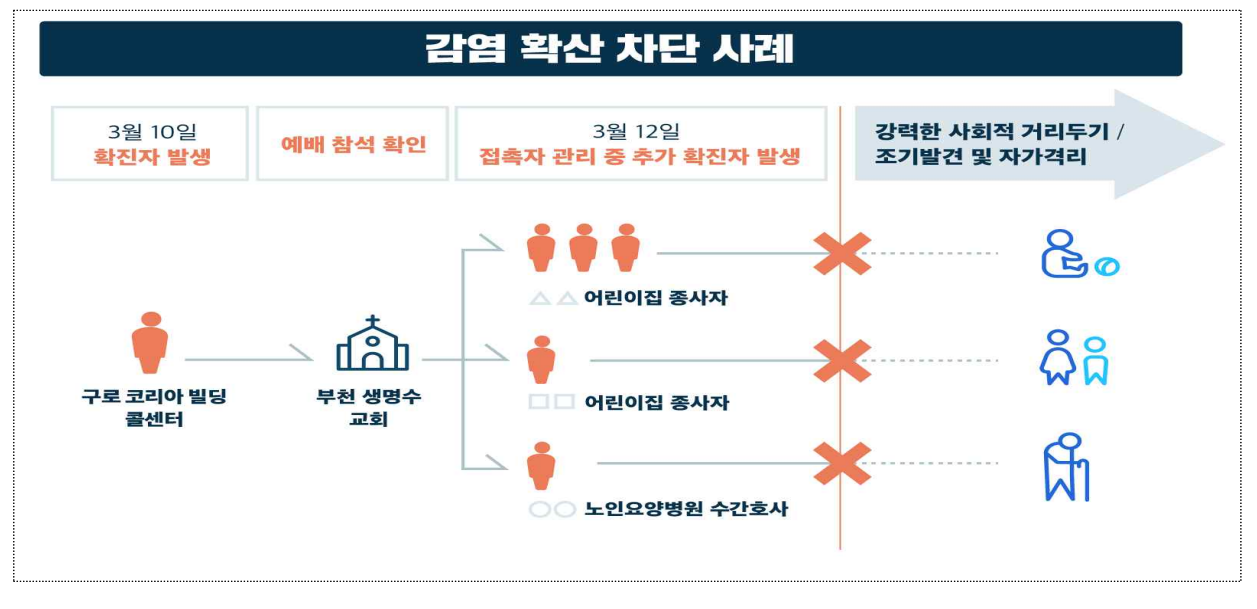 감염 확산 차단 사례
3월 10일
확진자 발생
예배 참석 확인
3월 12일
접촉자 관리 중 추가 확진자 발생
강력한 사회적 거리두기 /
조기발견 및 자가격리
△△ 어린이집 종사자
구로 코리아 빌딩
콜센터
부천 생명수
교회
□□ 어린이집 종사자
○○ 노인요양병원 수간호사